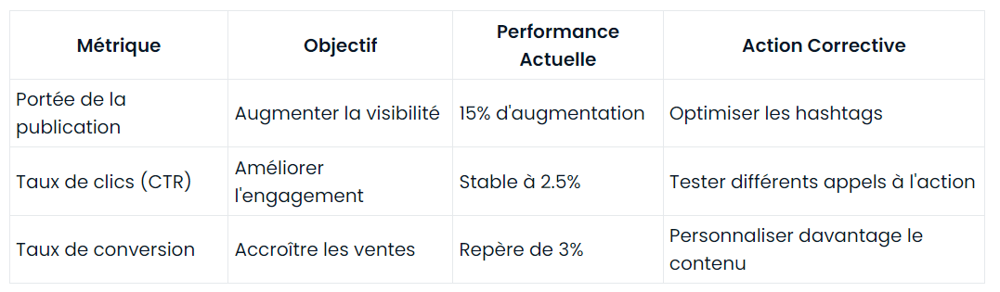 Métrique
Objectif
Performance
Actuelle
Action Corrective
Portée de la
publication
Augmenter la visibilité
15% d'augmentation
Optimiser les hashtags
Taux de clics (CTR)
Améliorer
l'engagement
Stable à 2.5%
Tester différents appels à l'action
Taux de conversion
Accroître les ventes
Repère de 3%
Personnaliser davantage le
contenu